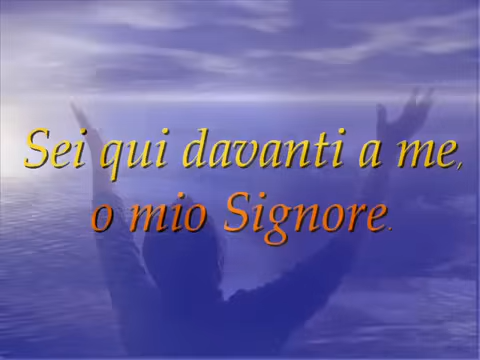 Sei qui davanti a me,
o mio Signore.